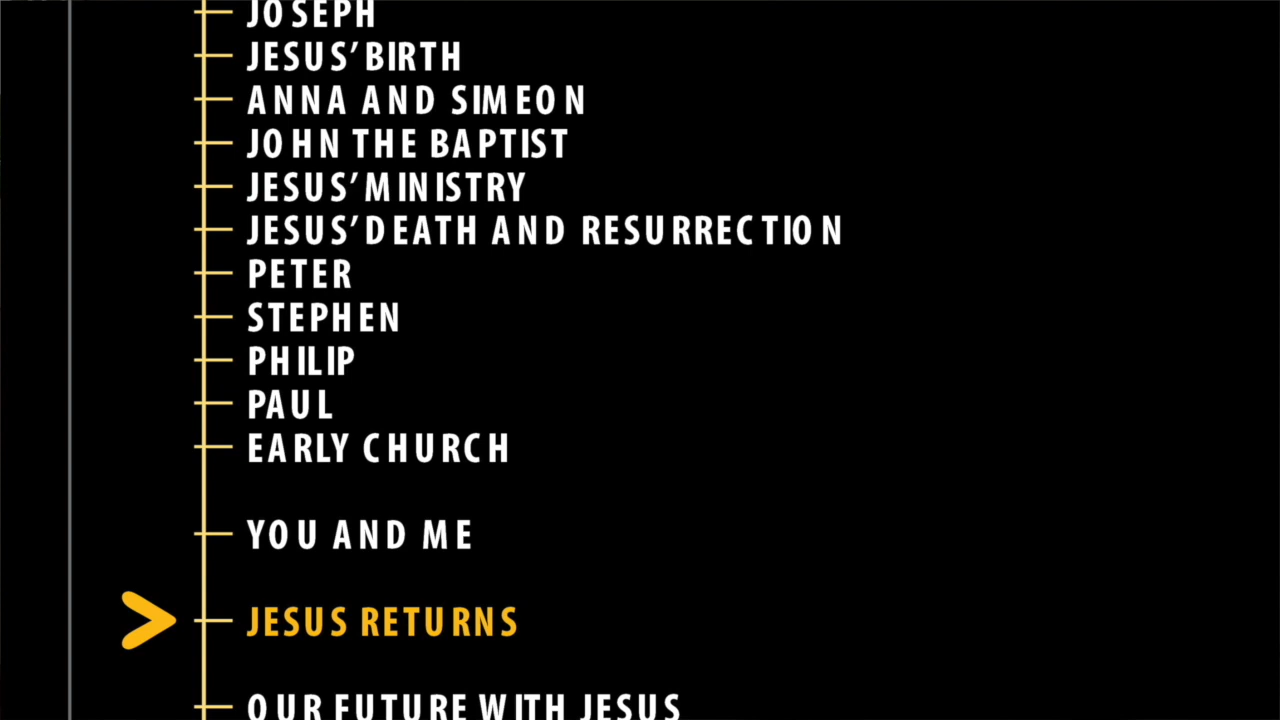 JOSEPH
JESUS' BIRTH
ANNA AND SIMEON
JOHN THE BAPTIST
JESUS' MINISTRY
JESUS' DEATH AND RESURRECTION
PETER
STEPHEN
PHILIP
PAUL
EARLY CHURCH
YOU AND ME
JESUS RETURNS
OUR FUTURE WITH JESUS